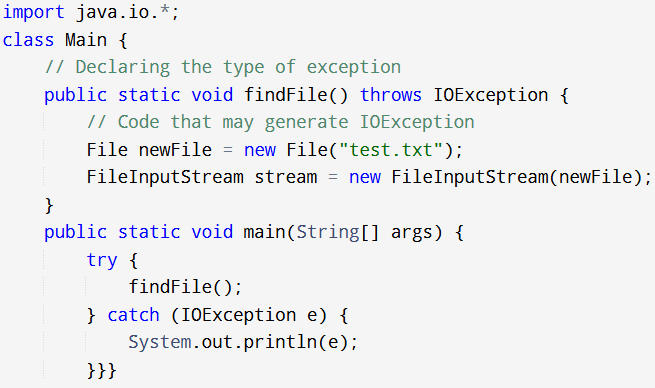 import java.io.*;
class Main {
    // Declaring the type of exception
    public static void findFile() throws IOException {
        // Code that may generate IOException
        File newFile = new File("test.txt");
        FileInputStream stream = new FileInputStream(newFile);
    }
    public static void main(String[] args) {
        try {
            findFile();
        } catch (IOException e) {
            System.out.println(e);
        }}}